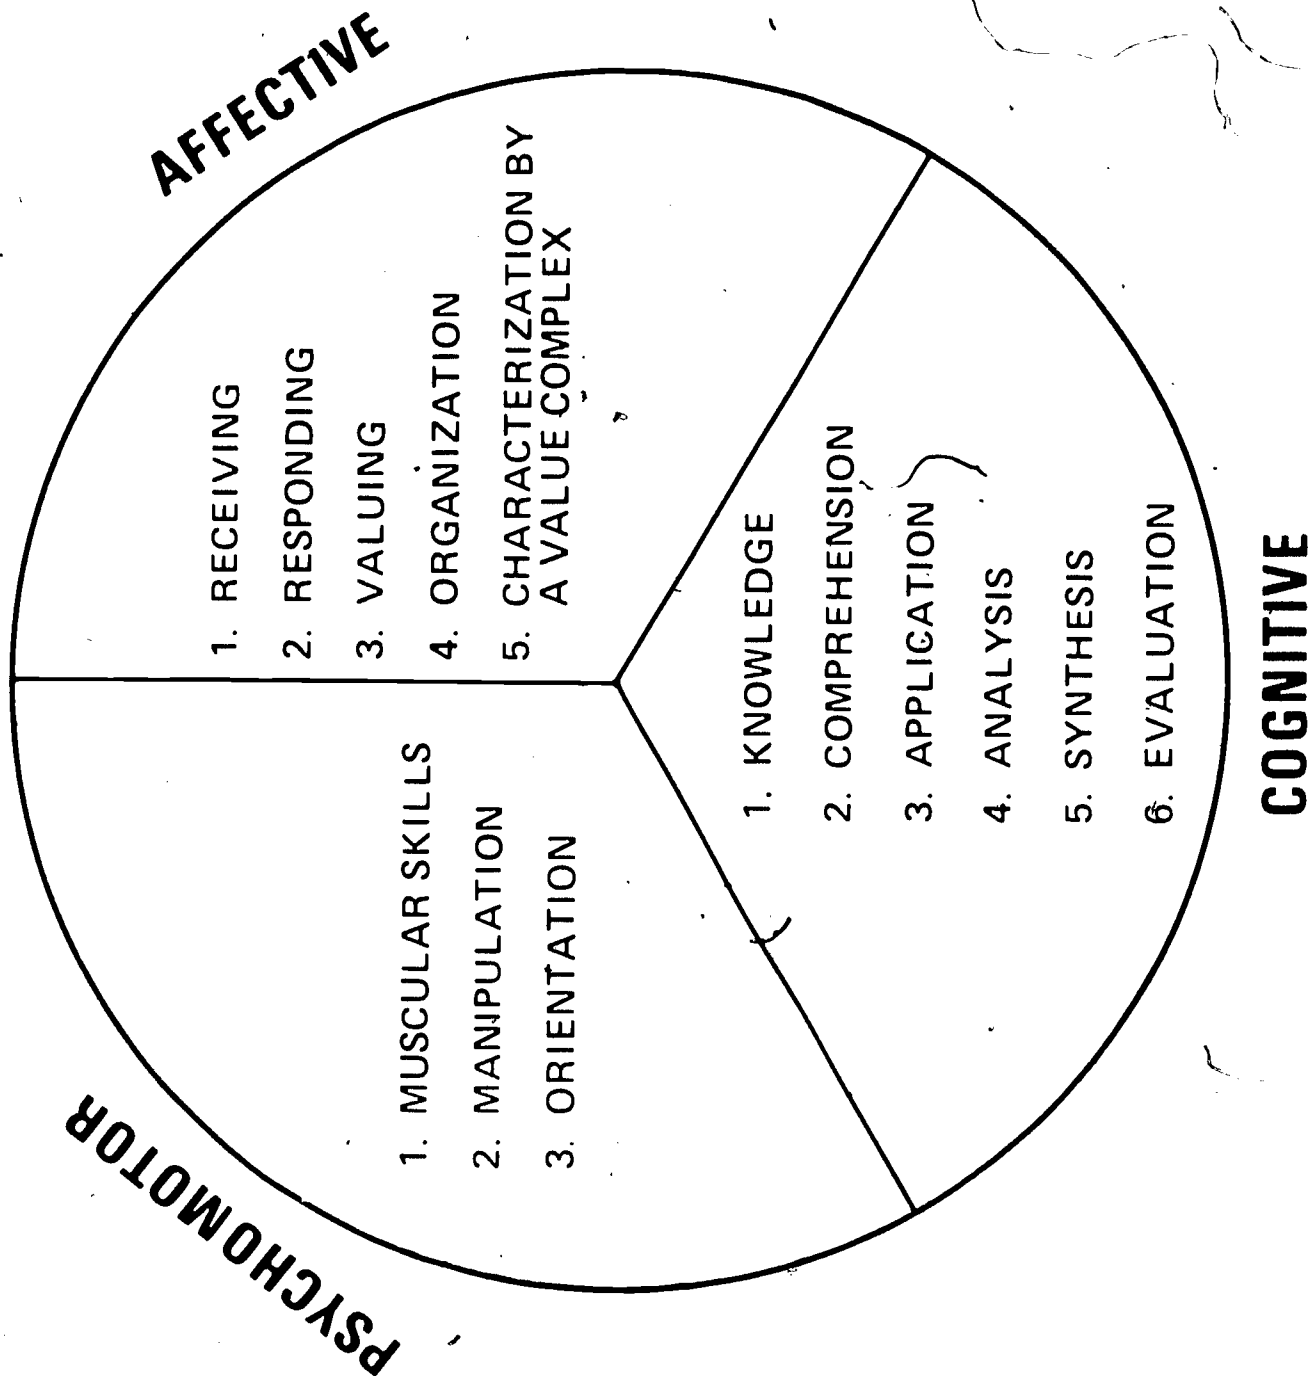 PSYCHOMOTOR
1. MUSCULAR SKILLS
2. MANIPULATION
3. ORIENTATION
AFFECTIVE
1. RECEIVING
2. RESPONDING
3. VALUING
4. ORGANIZATION
5. CHARACTERIZATION BY
A VALUE COMPLEX
1. KNOWLEDGE
2. COMPREHENSION
3. APPLICATION
4. ANALYSIS
5. SYNTHESIS
6. EVALUATION
COGNITIVE